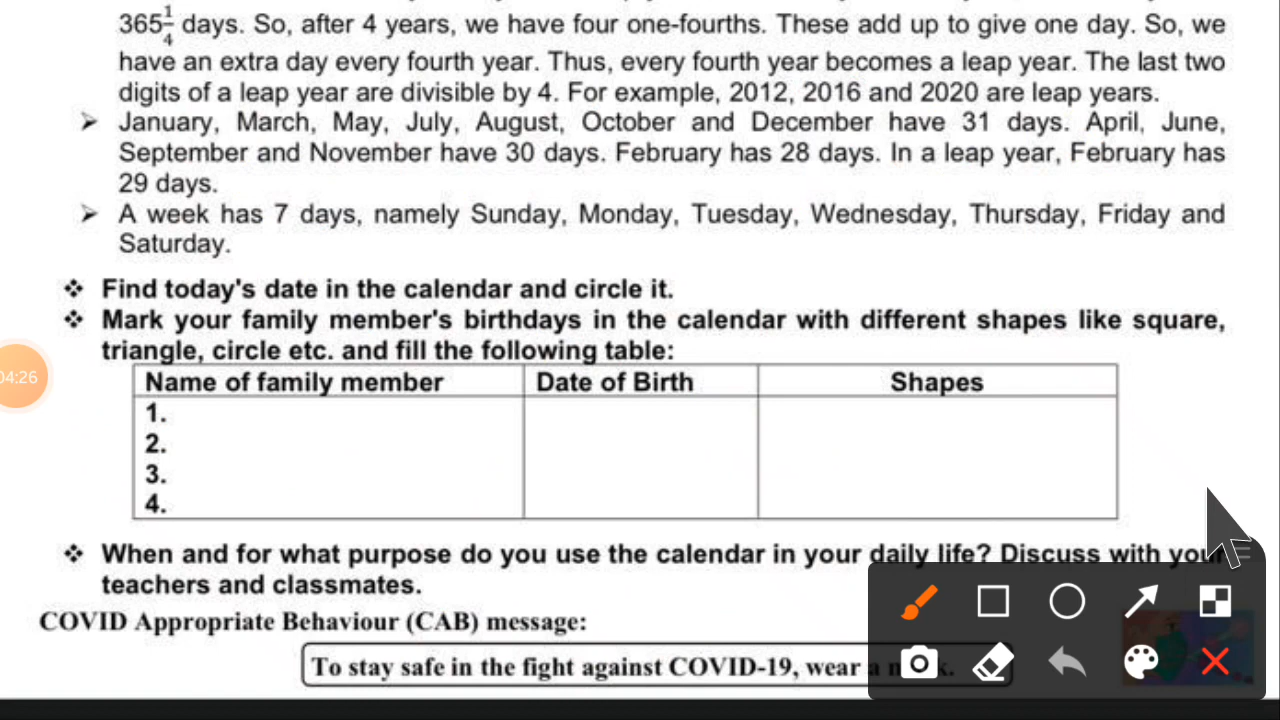 365 1/4 days. So, after 4 years, we have four one-fourths. These add up to give one day. So, we
have an extra day every fourth year. Thus, every fourth year becomes a leap year. The last two
digits of a leap year are divisible by 4. For example, 2012, 2016 and 2020 are leap years.
➢ January, March, May, July, August, October and December have 31 days. April, June,
September and November have 30 days. February has 28 days. In a leap year, February has
29 days.
➢ A week has 7 days, namely Sunday, Monday, Tuesday, Wednesday, Thursday, Friday and
Saturday.
❖ Find today's date in the calendar and circle it.
❖ Mark your family member's birthdays in the calendar with different shapes like square,
triangle, circle etc. and fill the following table:
04:26
Name of family member Date of Birth Shapes
1.
2.
3.
4.
❖ When and for what purpose do you use the calendar in your daily life? Discuss with your
teachers and classmates.
COVID Appropriate Behaviour (CAB) message:
To stay safe in the fight against COVID-19, wear a